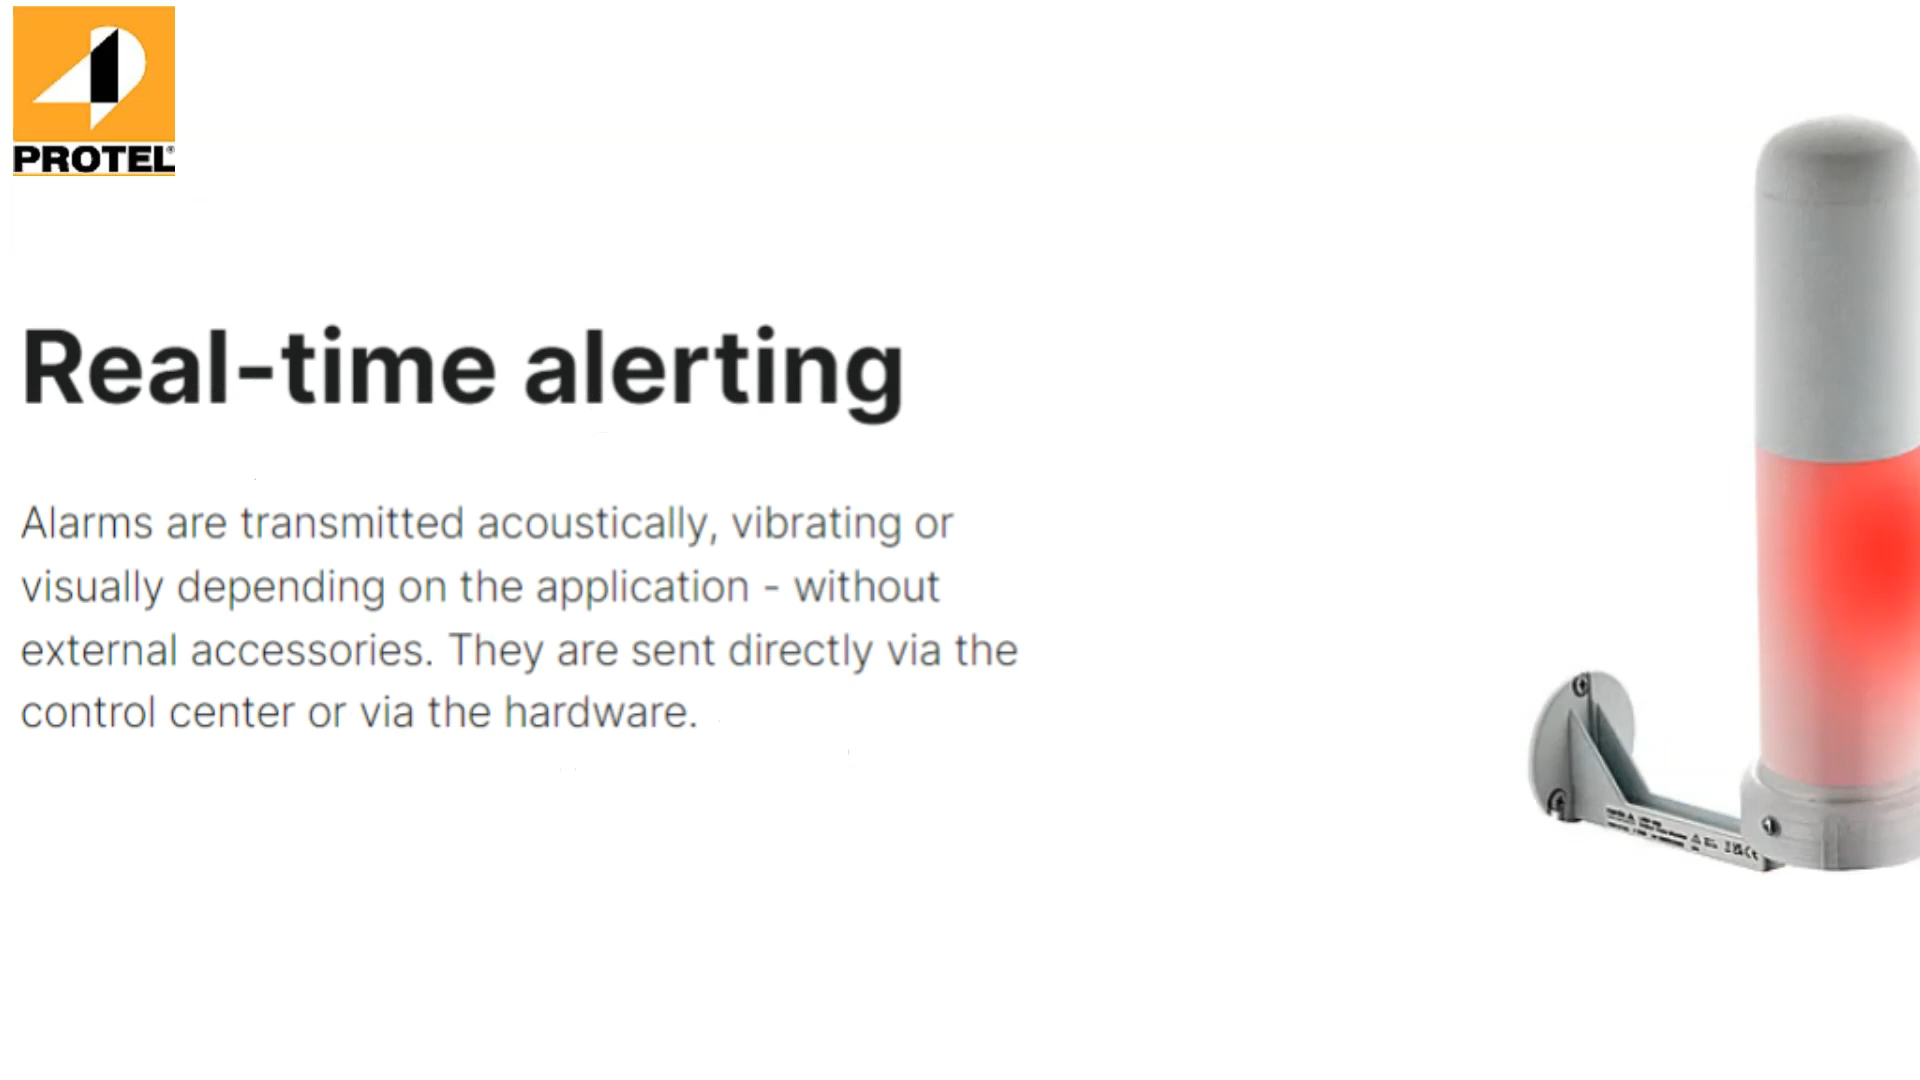 PROTEL®
Real-time alerting
Alarms are transmitted acoustically, vibrating or
visually depending on the application - without
external accessories. They are sent directly via the
control center or via the hardware.